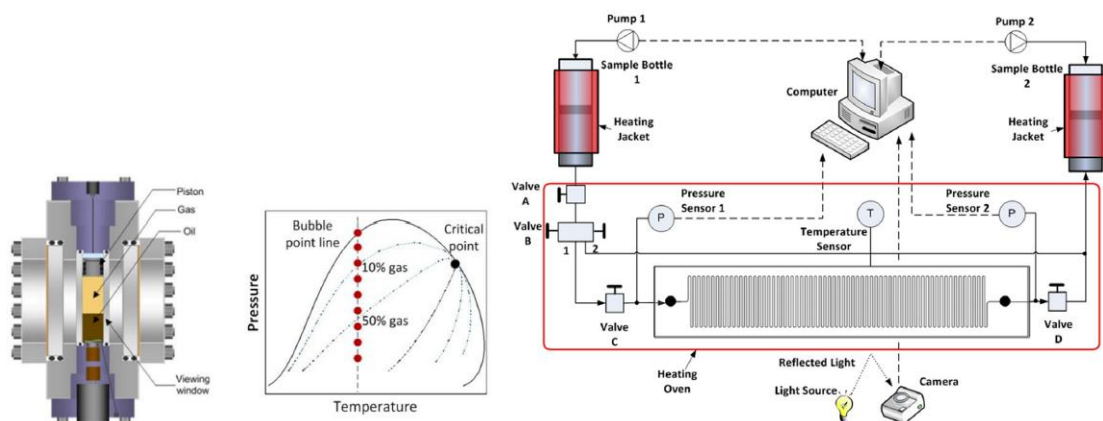 Piston
Gas
Oil
Viewing
window
Bubble
point line
Critical
point
10% gas
50% gas
Pressure
Temperature
Pump 1
Pump 2
Sample Bottle
1
Sample Bottle
2
Computer
Heating
Jacket
Heating
Jacket
Valve
A
Pressure
Sensor 1
Pressure
Sensor 2
P
T
P
Valve
B
1 2
Temperature
Sensor
Valve
C
Valve
D
Heating
Oven
Reflected Light
Light Source
Camera